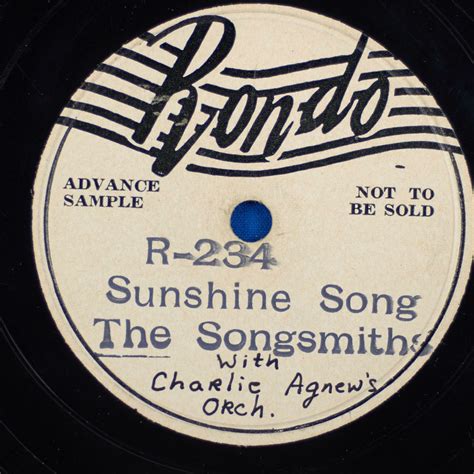 Rondo
ADVANCE
SAMPLE
NOT TO
BE SOLD
R-234
Sunshine Song
The Songsmiths
With
Charlie Agnew's
Orch.